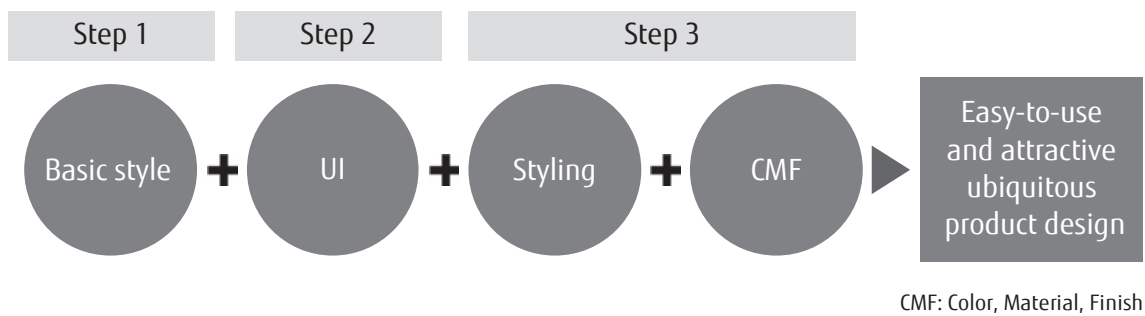 Step 1
Step 2
Step 3
Basic style
UI
Styling
CMF
Easy-to-use
and attractive
ubiquitous
product design
CMF: Color, Material, Finish